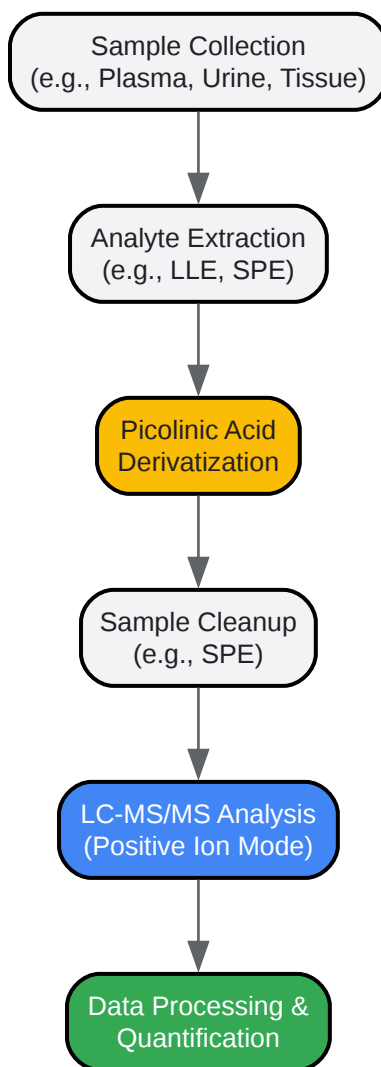 Sample Collection
(e.g., Plasma, Urine, Tissue)
Analyte Extraction
(e.g., LLE, SPE)
Picolinic Acid
Derivatization
Sample Cleanup
(e.g., SPE)
LC-MS/MS Analysis
(Positive Ion Mode)
Data Processing &
Quantification